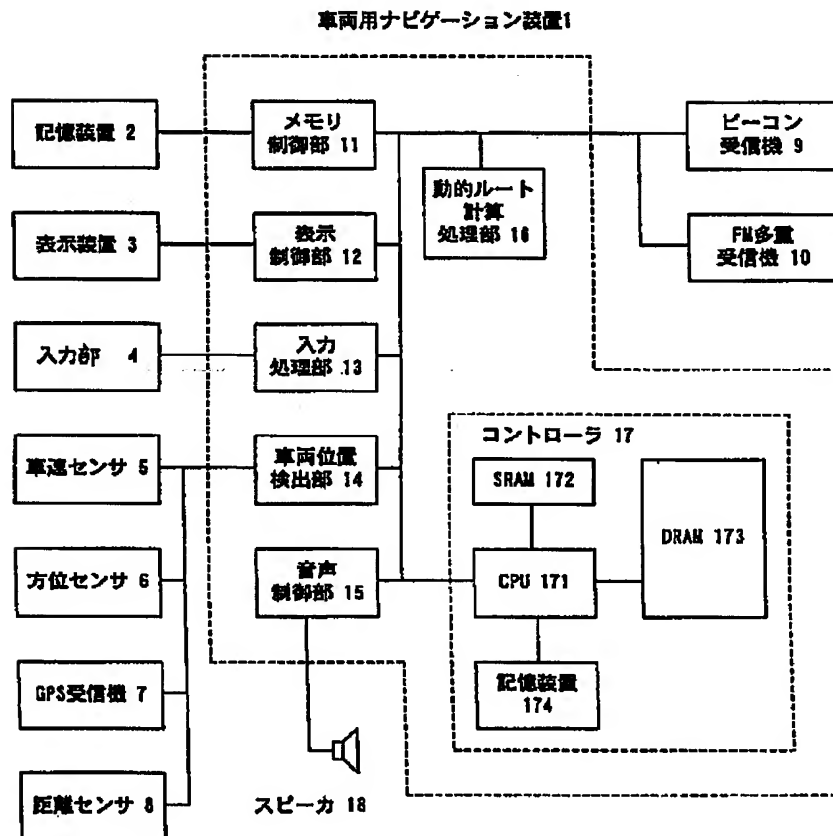 車両用ナビゲーション装置1
記憶装置 2
メモリ
制御部 11
ビーコン
受信機 9
動的ルート
計算
処理部 16
表示装置 3
表示
制御部 12
FM多重
受信機 10
入力部 4
入力
処理部 13
コントローラ 17
車速センサ 5
車両位置
検出部 14
SRAM 172
DRAM 173
方位センサ 6
音声
制御部 15
CPU 171
GPS受信機 7
記憶装置
174
距離センサ 8
スピーカ 18